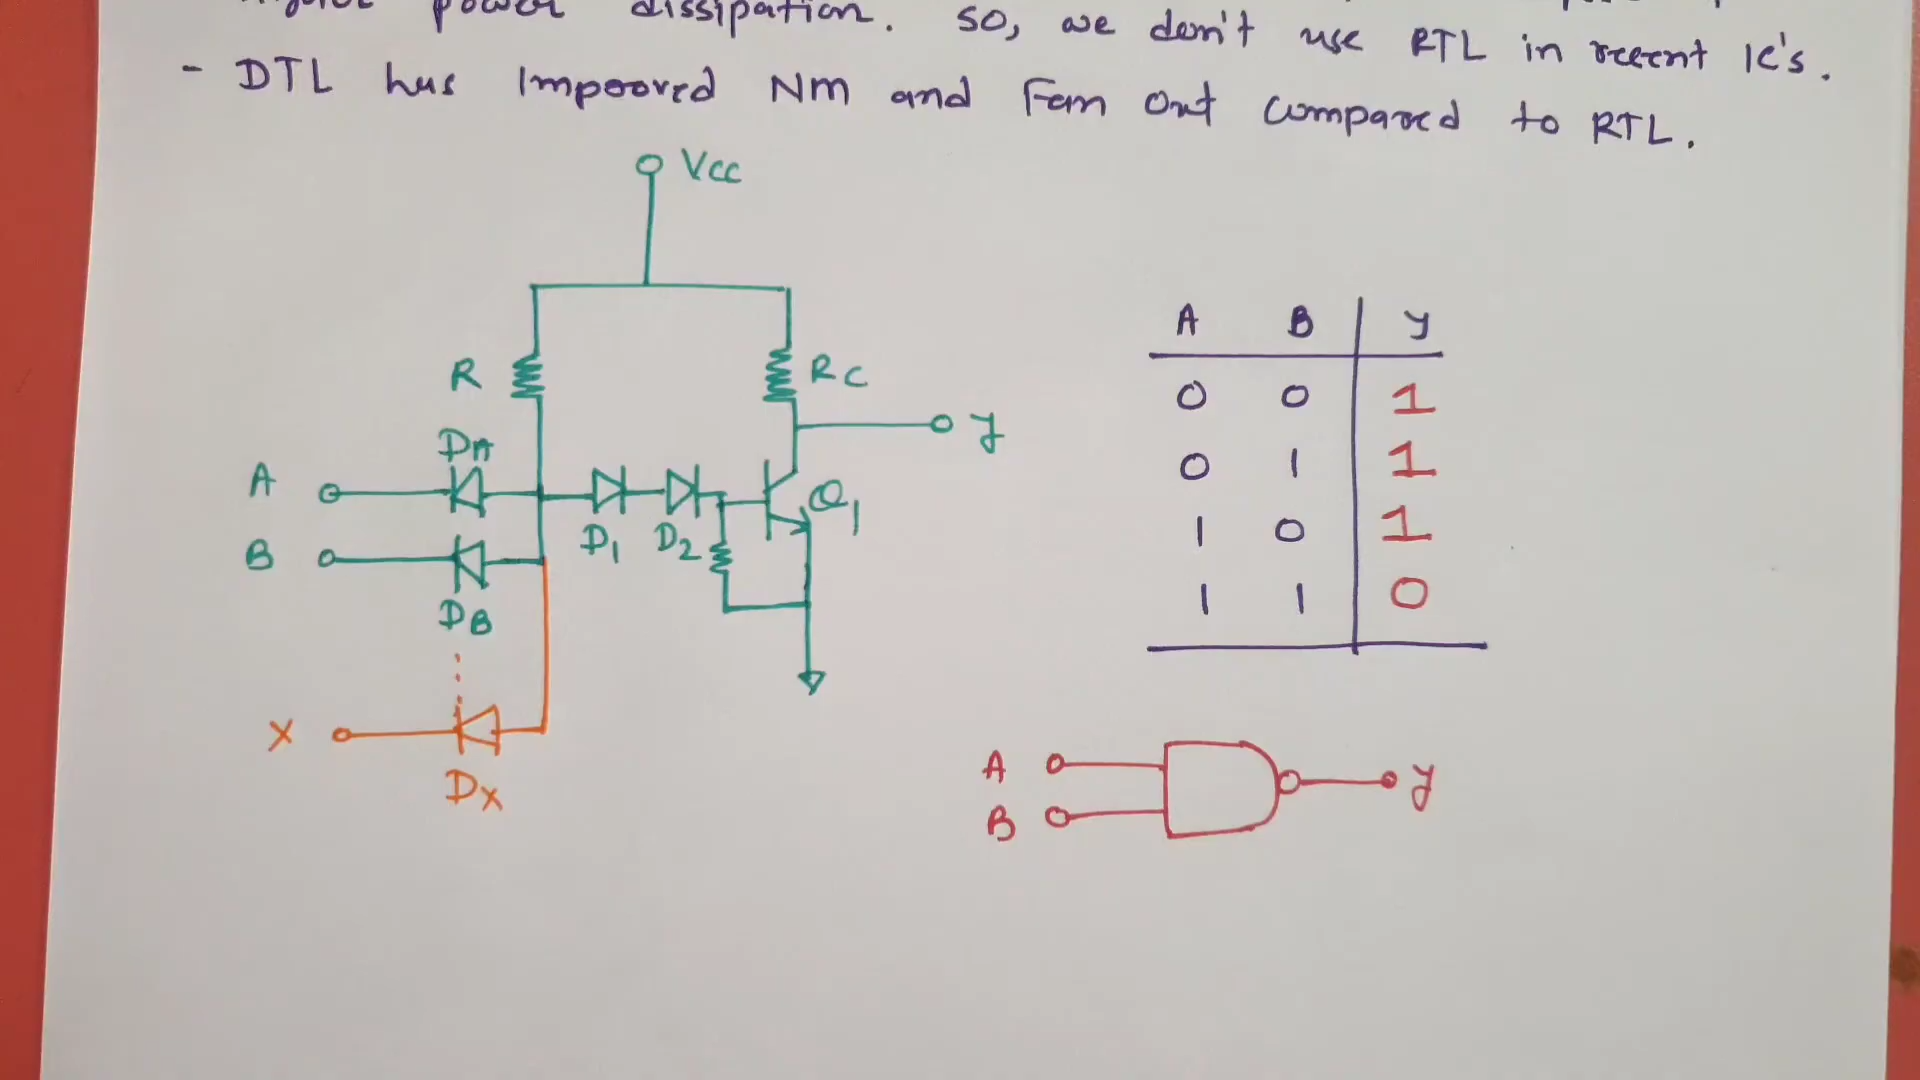 power dissipation. so, we don't use RTL in recent IC's.
- DTL has Improved NM and Fan Out compared to RTL.
Vcc
R
Rc
y
DA
A
D1
D2
Q1
B
DB
X
DX
A B y
0 0 1
0 1 1
1 0 1
1 1 0
A
B
y